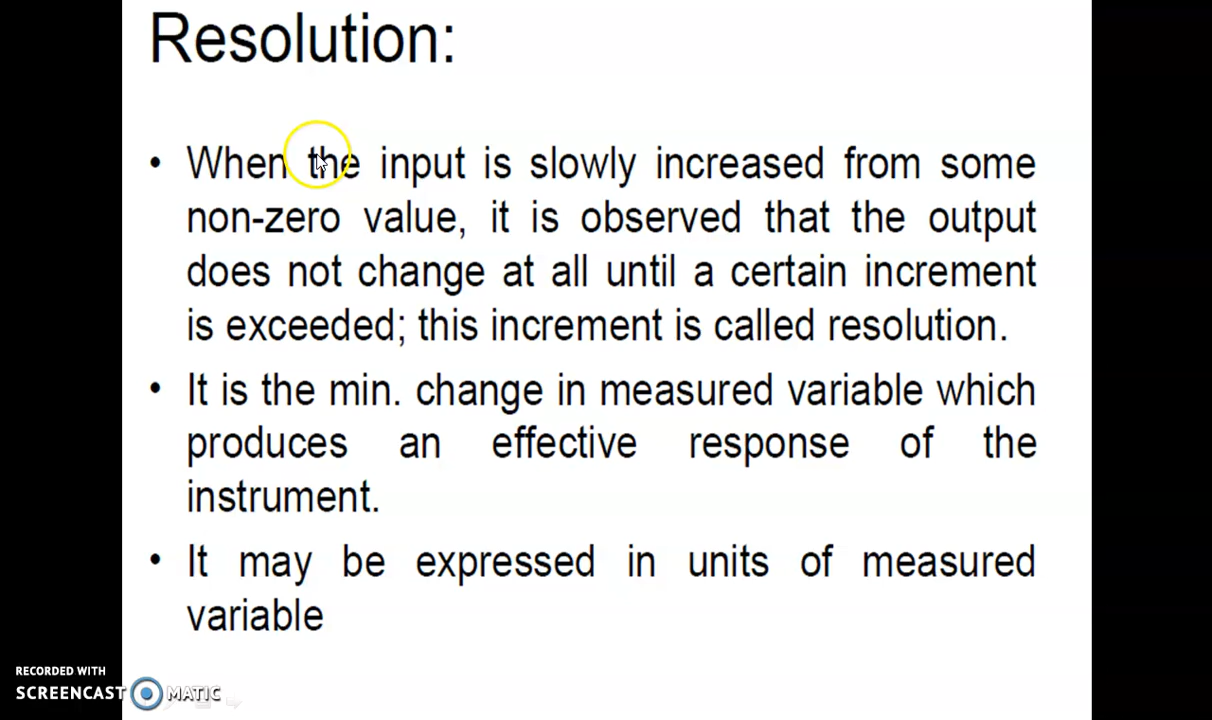 Resolution:
• When the input is slowly increased from some
non-zero value, it is observed that the output
does not change at all until a certain increment
is exceeded; this increment is called resolution.
• It is the min. change in measured variable which
produces an effective response of the
instrument.
• It may be expressed in units of measured
variable
RECORDED WITH
SCREENCAST MATIC